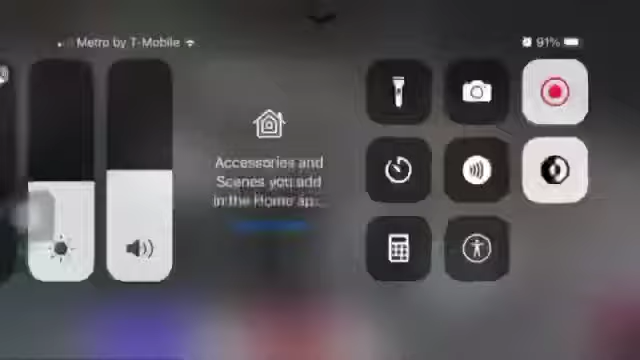 Metro by T-Mobile
91%
Accessories and
Scenes you add
in the Home ap...